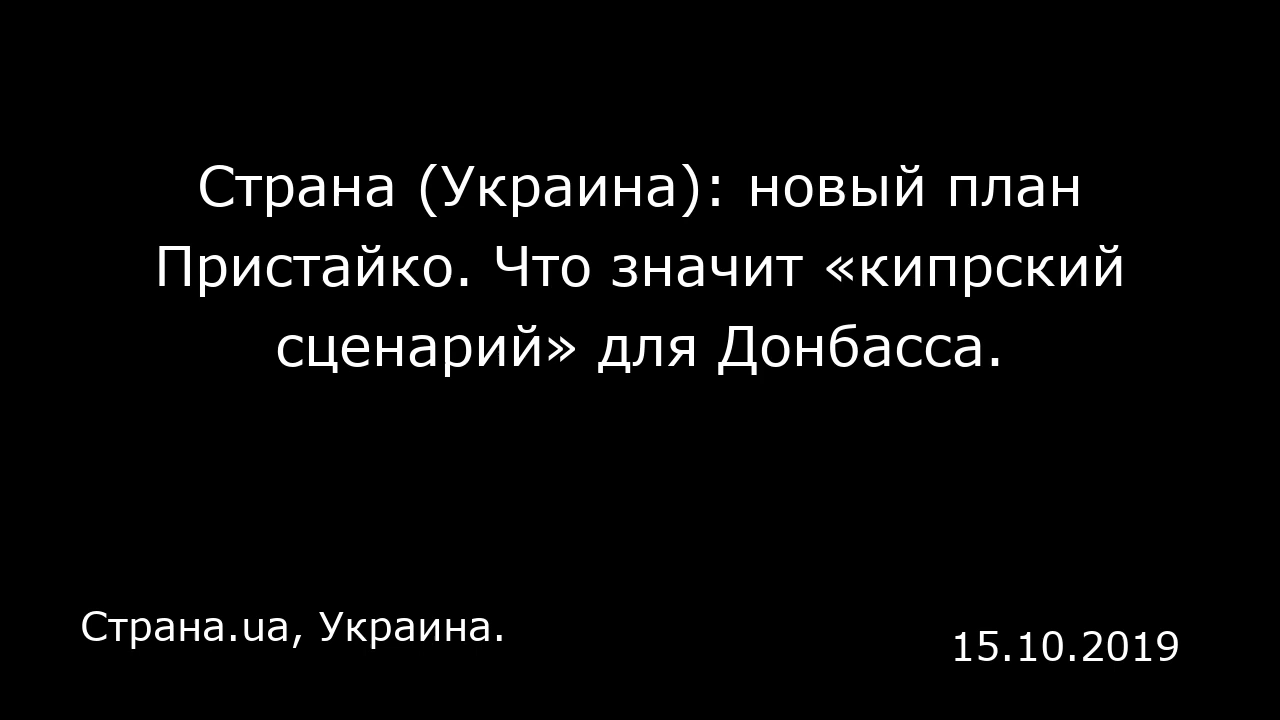 Страна (Украина): новый план
Пристайко. Что значит «кипрский
сценарий» для Донбасса.
Страна.ua, Украина.
15.10.2019